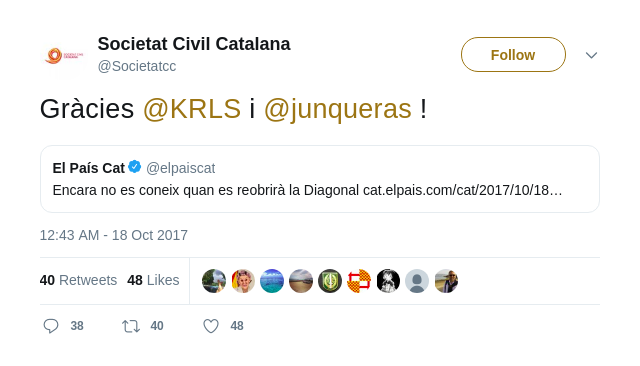 Societat Civil Catalana
@Societatcc
Follow
Gràcies @KRLS i @junqueras !
El País Cat @elpaiscat
Encara no es coneix quan es reobrirà la Diagonal cat.elpais.com/cat/2017/10/18…
12:43 AM - 18 Oct 2017
40 Retweets 48 Likes
38 40 48